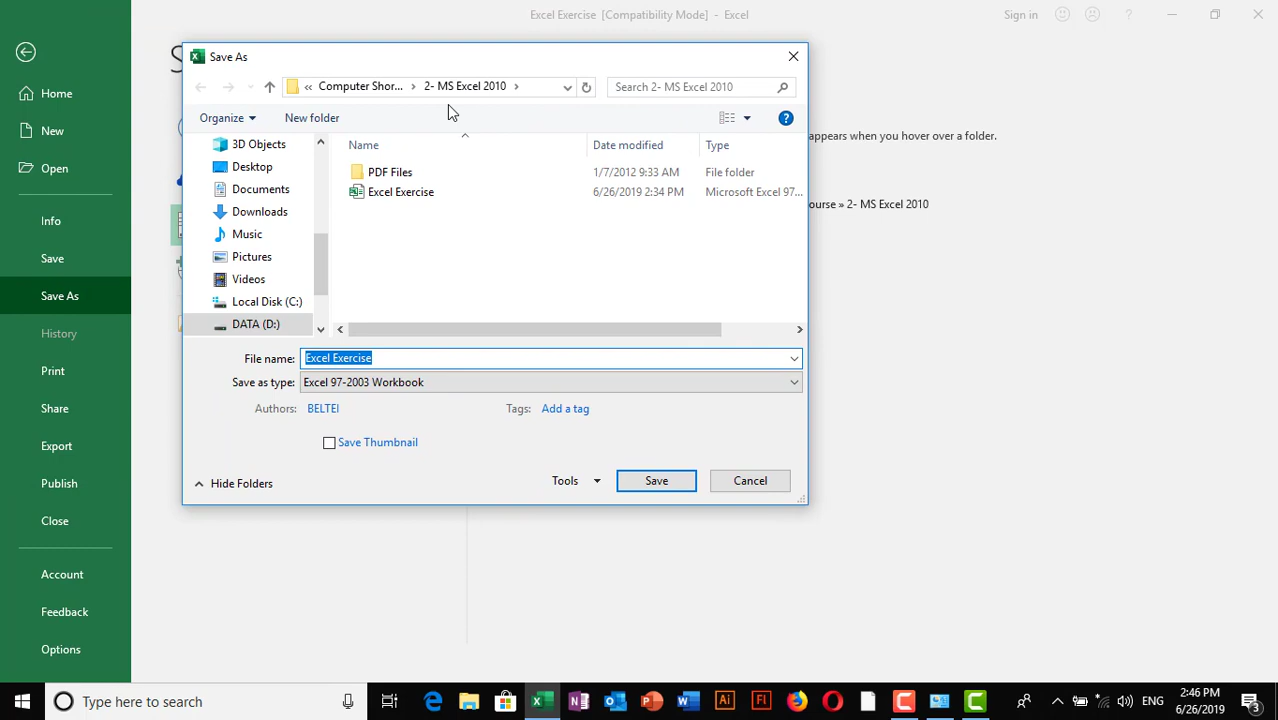 Excel Exercise [Compatibility Mode] - Excel
Sign in
?
Save As
« Computer Shor... › 2- MS Excel 2010 ›
Search 2- MS Excel 2010
Organize
New folder
?
Home
New
Open
Info
Save
Save As
History
Print
Share
Export
Publish
Close
Account
Feedback
Options
3D Objects
Desktop
Documents
Downloads
Music
Pictures
Videos
Local Disk (C:)
DATA (D:)
Name Date modified Type
PDF Files 1/7/2012 9:33 AM File folder
Excel Exercise 6/26/2019 2:34 PM Microsoft Excel 97...
File name: Excel Exercise
Save as type: Excel 97-2003 Workbook
Authors: BELTEI Tags: Add a tag
Save Thumbnail
Hide Folders
Tools
Save
Cancel
appears when you hover over a folder.
ourse » 2- MS Excel 2010
Type here to search
ENG
2:46 PM
6/26/2019
3